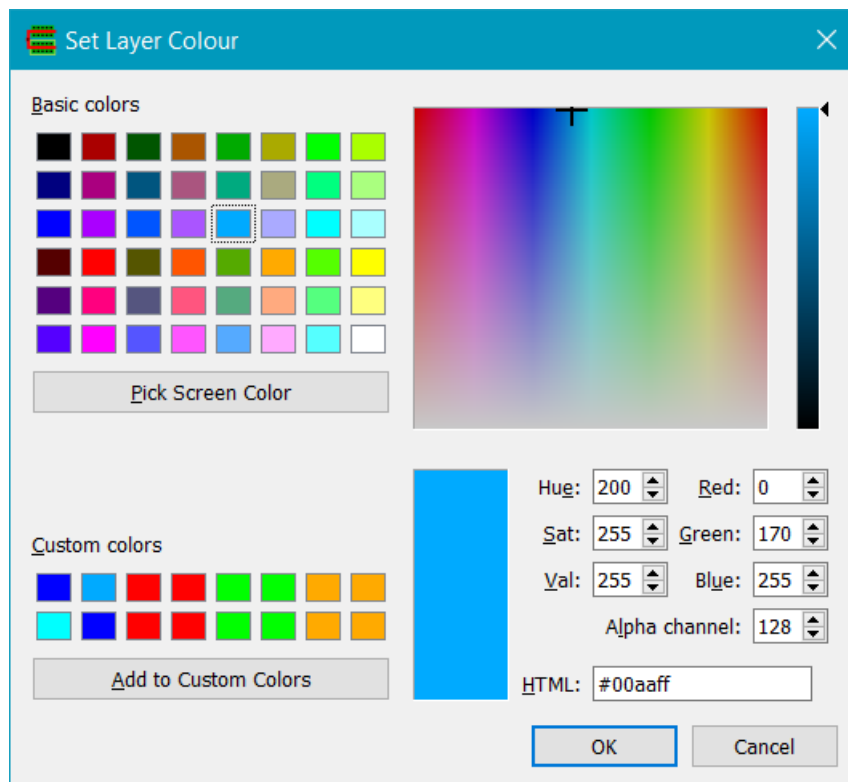 Set Layer Colour
Basic colors
Pick Screen Color
Custom colors
Add to Custom Colors
Hue: 200 Red: 0
Sat: 255 Green: 170
Val: 255 Blue: 255
Alpha channel: 128
HTML: #00aaff
OK Cancel